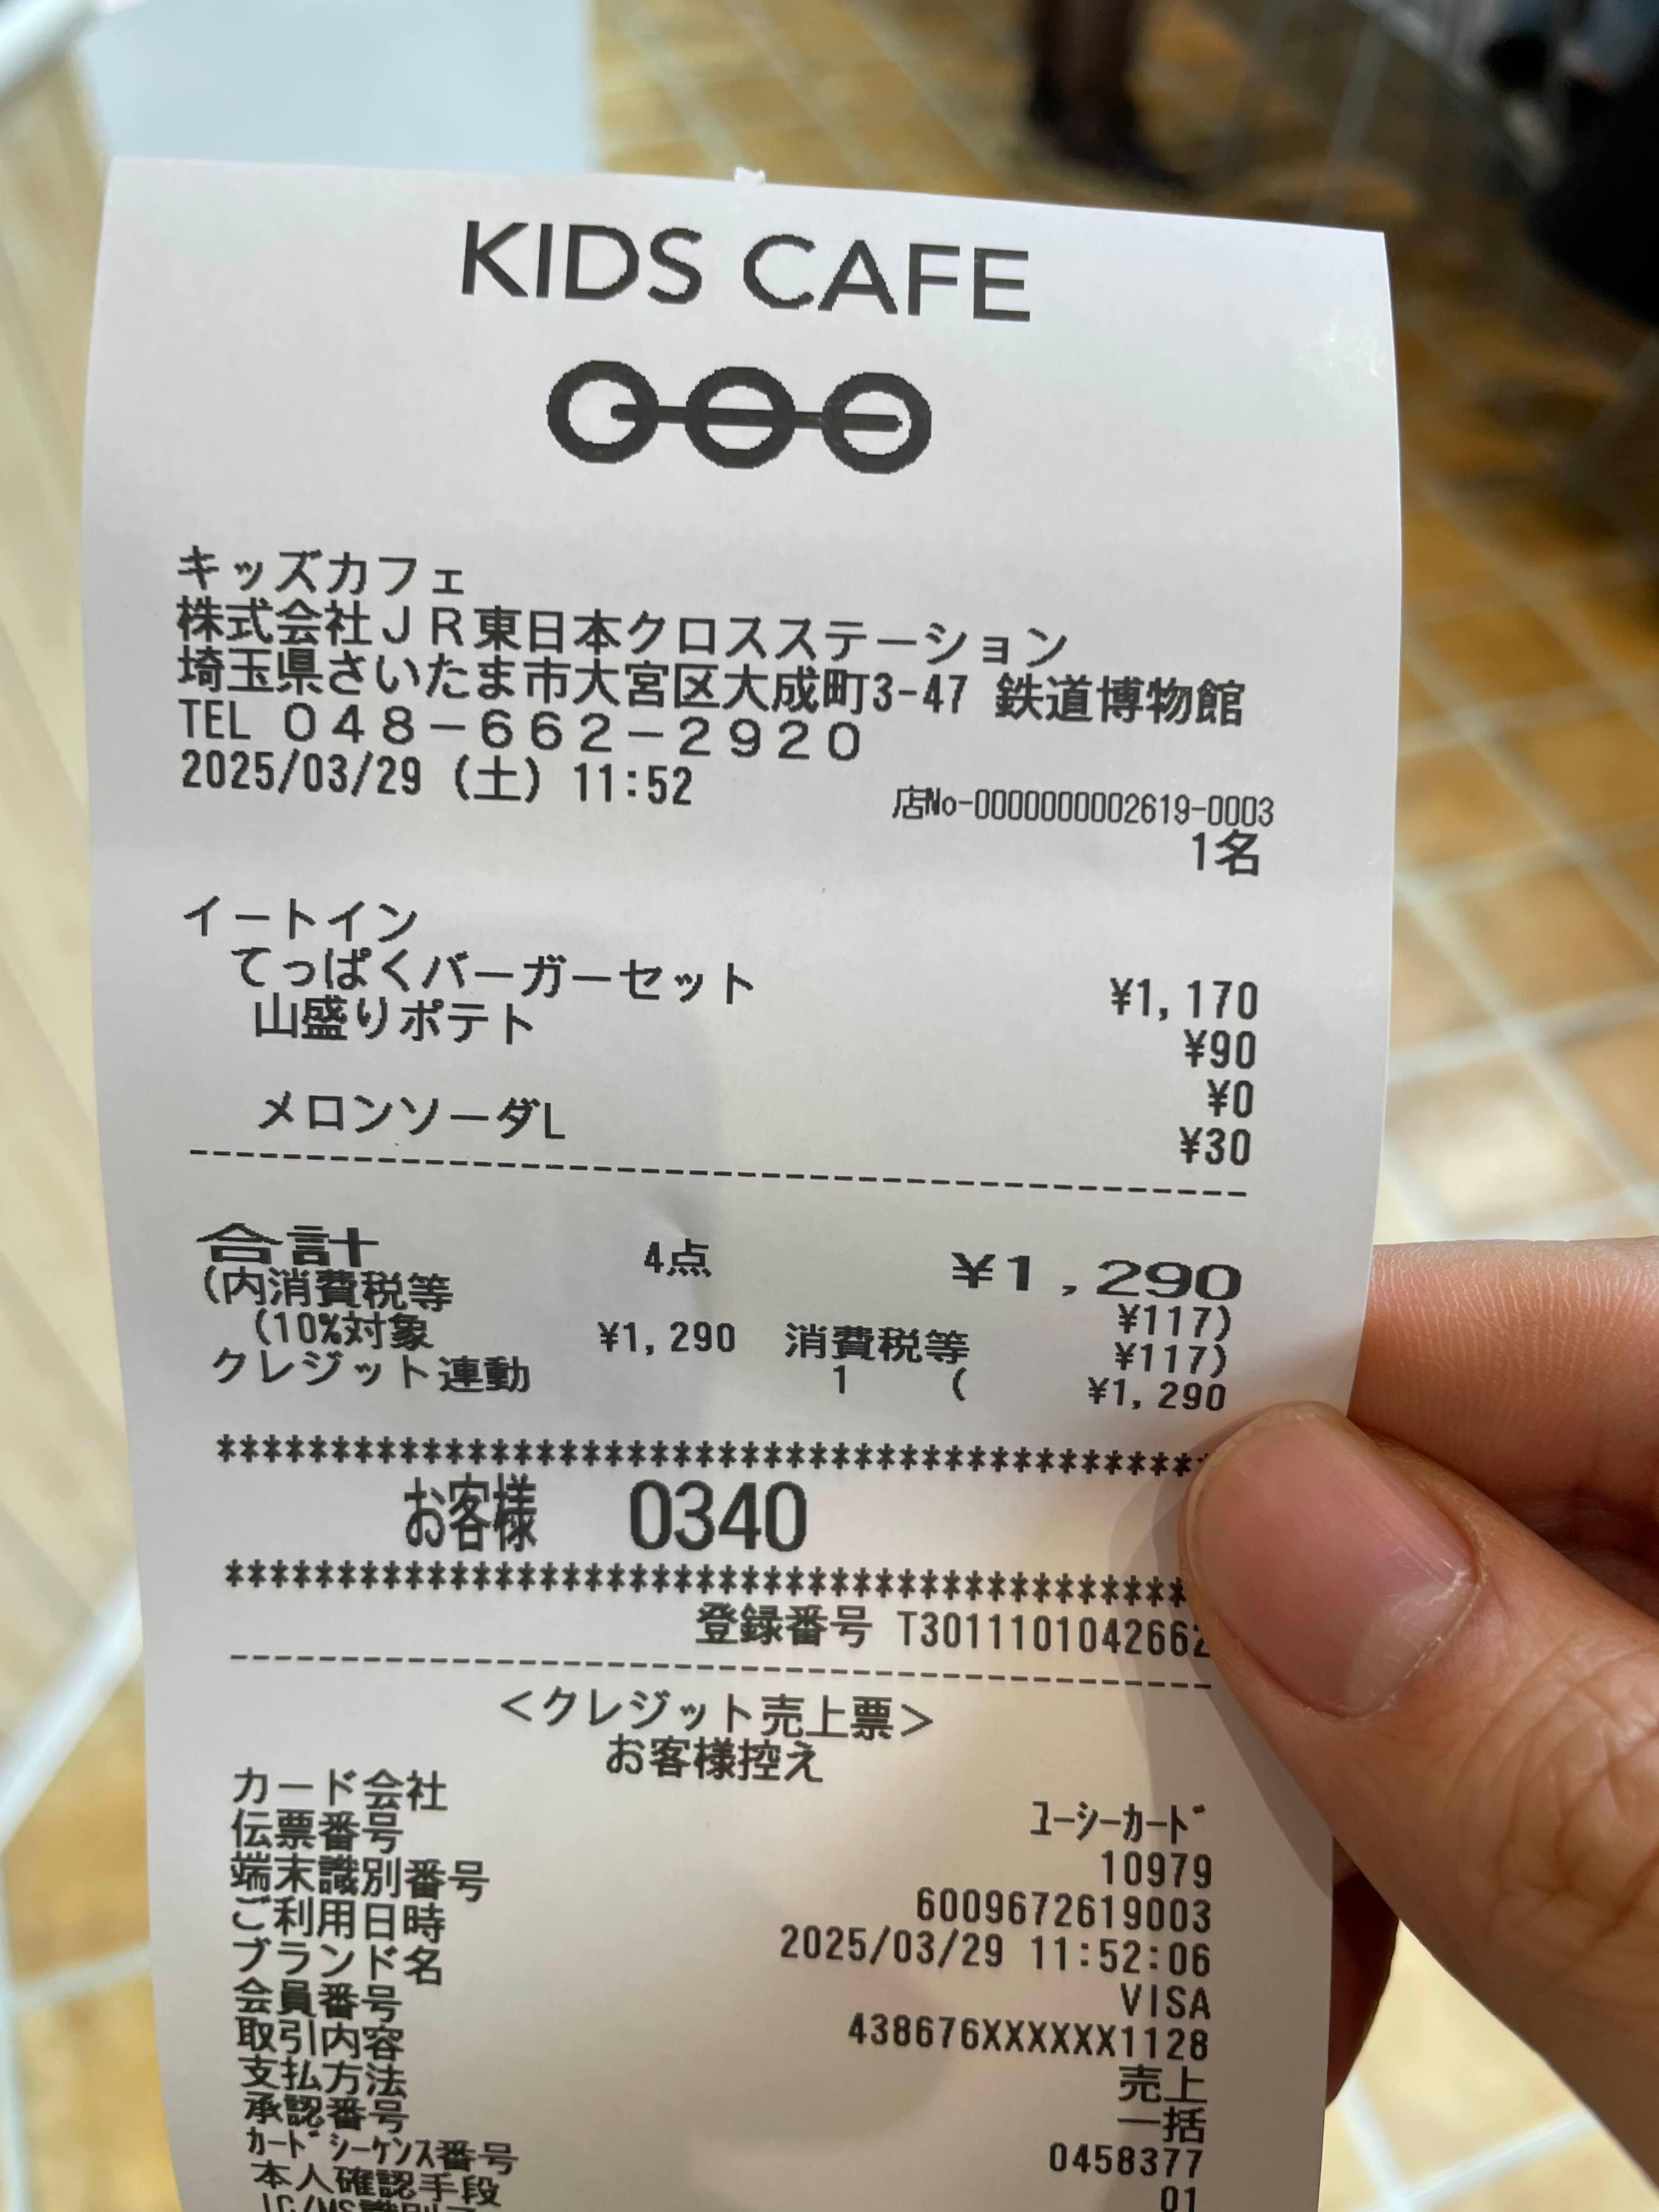 KIDS CAFE
キッズカフェ
株式会社JR東日本クロスステーション
埼玉県さいたま市大宮区大成町3-47 鉄道博物館
TEL 048-662-2920
2025/03/29 (土) 11:52
店No-0000000002619-0003
1名
イートイン
てっぱくバーガーセット ¥1,170
山盛りポテト ¥90
¥0
メロンソーダL ¥30
合計 4点 ¥1,290
(内消費税等 ¥117)
(10%対象 ¥1,290 消費税等 ¥117)
クレジット連動 1 ( ¥1,290
****************************************
お客様 0340
****************************************
登録番号 T3011101042662
<クレジット売上票>
お客様控え
カード会社 ユーシーカード
伝票番号 10979
端末識別番号 6009672619003
ご利用日時 2025/03/29 11:52:06
ブランド名 VISA
会員番号 438676XXXXXX1128
取引内容 売上
支払方法 一括
承認番号 0458377
カードシーケンス番号 01
本人確認手段